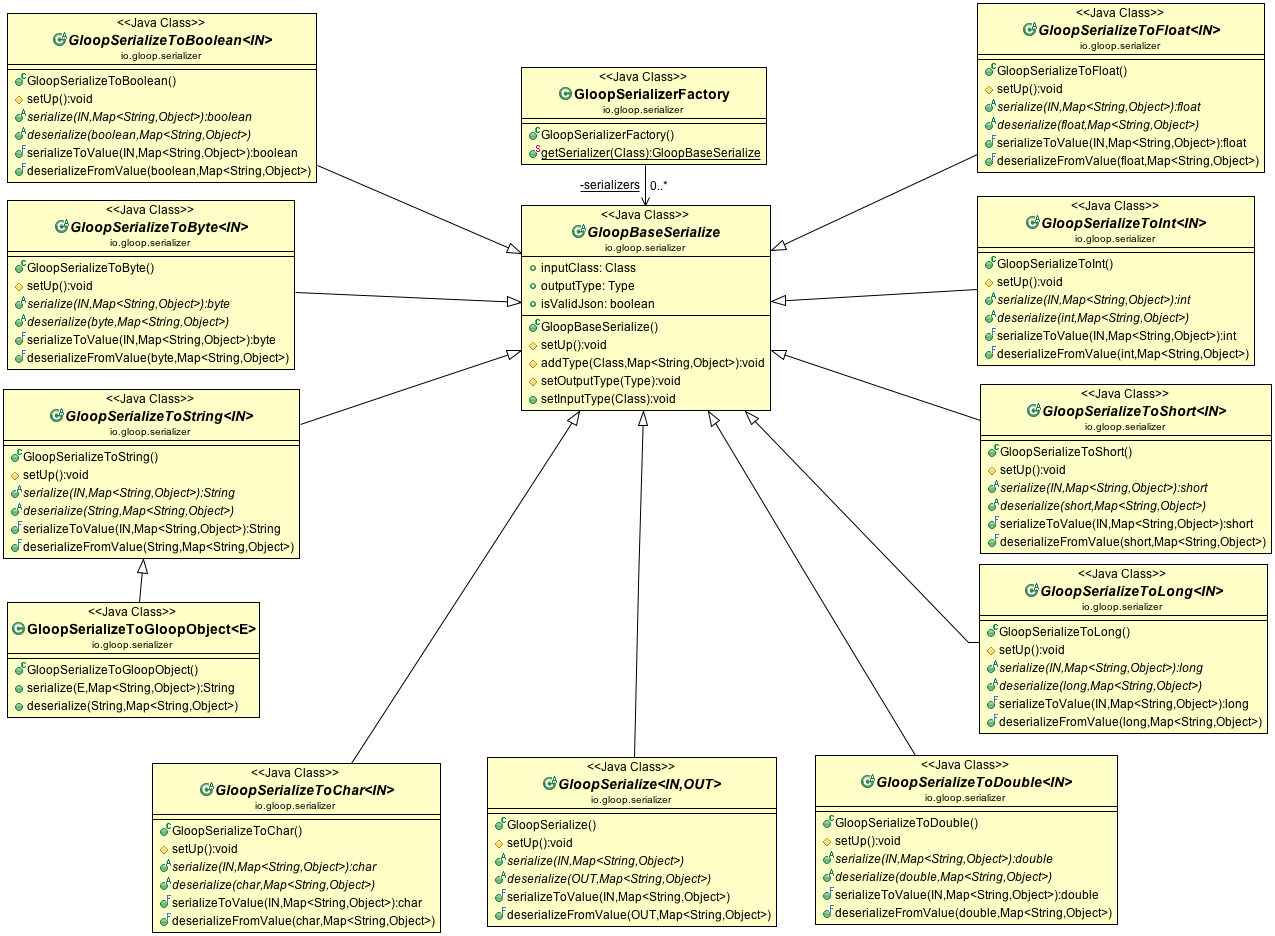 <<Java Class>>
GloopSerializeToBoolean<IN>
io.gloop.serializer
GloopSerializeToBoolean()
setUp():void
serialize(IN,Map<String,Object>):boolean
deserialize(boolean,Map<String,Object>)
serializeToValue(IN,Map<String,Object>):boolean
deserializeFromValue(boolean,Map<String,Object>)
<<Java Class>>
GloopSerializerFactory
io.gloop.serializer
GloopSerializerFactory()
getSerializer(Class):GloopBaseSerialize
-serializers 0..*
<<Java Class>>
GloopSerializeToFloat<IN>
io.gloop.serializer
GloopSerializeToFloat()
setUp():void
serialize(IN,Map<String,Object>):float
deserialize(float,Map<String,Object>)
serializeToValue(IN,Map<String,Object>):float
deserializeFromValue(float,Map<String,Object>)
<<Java Class>>
GloopSerializeToByte<IN>
io.gloop.serializer
GloopSerializeToByte()
setUp():void
serialize(IN,Map<String,Object>):byte
deserialize(byte,Map<String,Object>)
serializeToValue(IN,Map<String,Object>):byte
deserializeFromValue(byte,Map<String,Object>)
<<Java Class>>
GloopBaseSerialize
io.gloop.serializer
inputClass: Class
outputType: Type
isValidJson: boolean
GloopBaseSerialize()
setUp():void
addType(Class,Map<String,Object>):void
setOutputType(Type):void
setInputType(Class):void
<<Java Class>>
GloopSerializeToInt<IN>
io.gloop.serializer
GloopSerializeToInt()
setUp():void
serialize(IN,Map<String,Object>):int
deserialize(int,Map<String,Object>)
serializeToValue(IN,Map<String,Object>):int
deserializeFromValue(int,Map<String,Object>)
<<Java Class>>
GloopSerializeToString<IN>
io.gloop.serializer
GloopSerializeToString()
setUp():void
serialize(IN,Map<String,Object>):String
deserialize(String,Map<String,Object>)
serializeToValue(IN,Map<String,Object>):String
deserializeFromValue(String,Map<String,Object>)
<<Java Class>>
GloopSerializeToShort<IN>
io.gloop.serializer
GloopSerializeToShort()
setUp():void
serialize(IN,Map<String,Object>):short
deserialize(short,Map<String,Object>)
serializeToValue(IN,Map<String,Object>):short
deserializeFromValue(short,Map<String,Object>)
<<Java Class>>
GloopSerializeToGloopObject<E>
io.gloop.serializer
GloopSerializeToGloopObject()
serialize(E,Map<String,Object>):String
deserialize(String,Map<String,Object>)
<<Java Class>>
GloopSerializeToLong<IN>
io.gloop.serializer
GloopSerializeToLong()
setUp():void
serialize(IN,Map<String,Object>):long
deserialize(long,Map<String,Object>)
serializeToValue(IN,Map<String,Object>):long
deserializeFromValue(long,Map<String,Object>)
<<Java Class>>
GloopSerializeToChar<IN>
io.gloop.serializer
GloopSerializeToChar()
setUp():void
serialize(IN,Map<String,Object>):char
deserialize(char,Map<String,Object>)
serializeToValue(IN,Map<String,Object>):char
deserializeFromValue(char,Map<String,Object>)
<<Java Class>>
GloopSerialize<IN,OUT>
io.gloop.serializer
GloopSerialize()
setUp():void
serialize(IN,Map<String,Object>)
deserialize(OUT,Map<String,Object>)
serializeToValue(IN,Map<String,Object>)
deserializeFromValue(OUT,Map<String,Object>)
<<Java Class>>
GloopSerializeToDouble<IN>
io.gloop.serializer
GloopSerializeToDouble()
setUp():void
serialize(IN,Map<String,Object>):double
deserialize(double,Map<String,Object>)
serializeToValue(IN,Map<String,Object>):double
deserializeFromValue(double,Map<String,Object>)